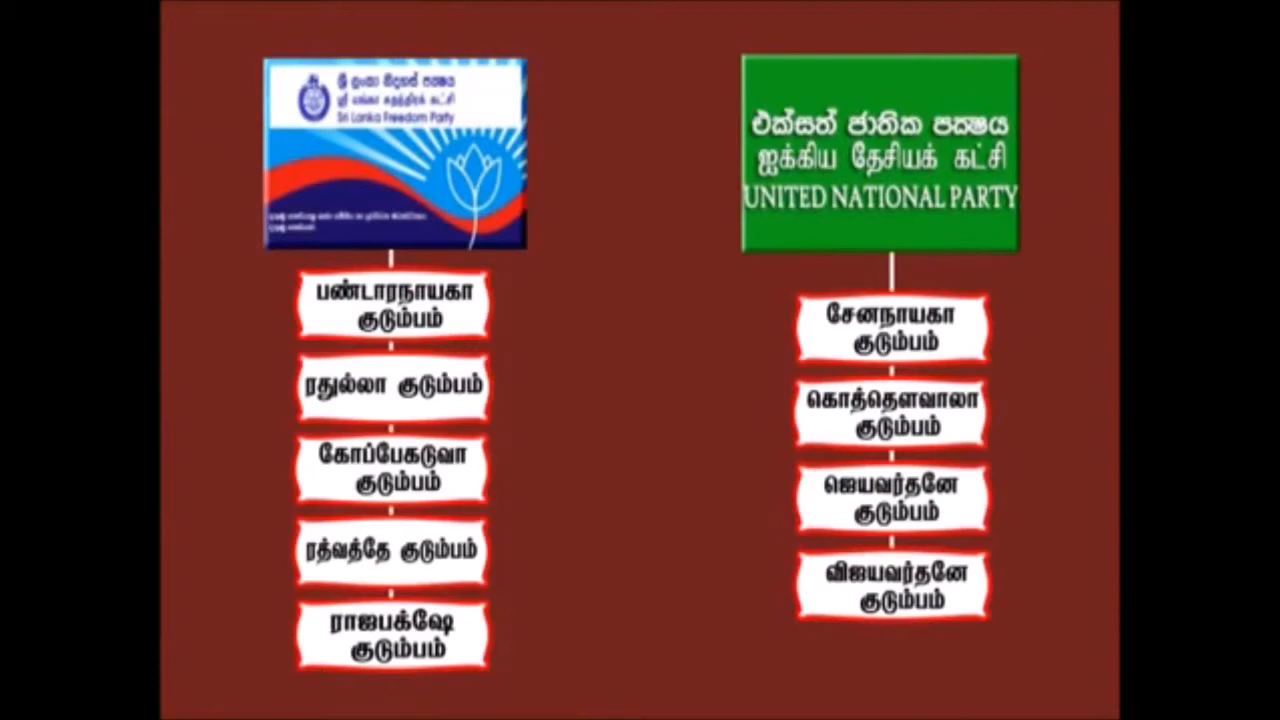 ශ්‍රී ලංකා නිදහස් පක්ෂය
ஸ்ரீ லங்கா சுதந்திரக் கட்சி
Sri Lanka Freedom Party
பண்டாரநாயகா
குடும்பம்
ரதுல்லா குடும்பம்
கோப்பேகடுவா
குடும்பம்
ரத்வத்தே குடும்பம்
ராஜபக்ஷே
குடும்பம்
එක්සත් ජාතික පක්ෂය
ஐக்கிய தேசியக் கட்சி
UNITED NATIONAL PARTY
சேனநாயகா
குடும்பம்
கொத்தௌவாலா
குடும்பம்
ஜெயவர்தனே
குடும்பம்
விஜயவர்தனே
குடும்பம்